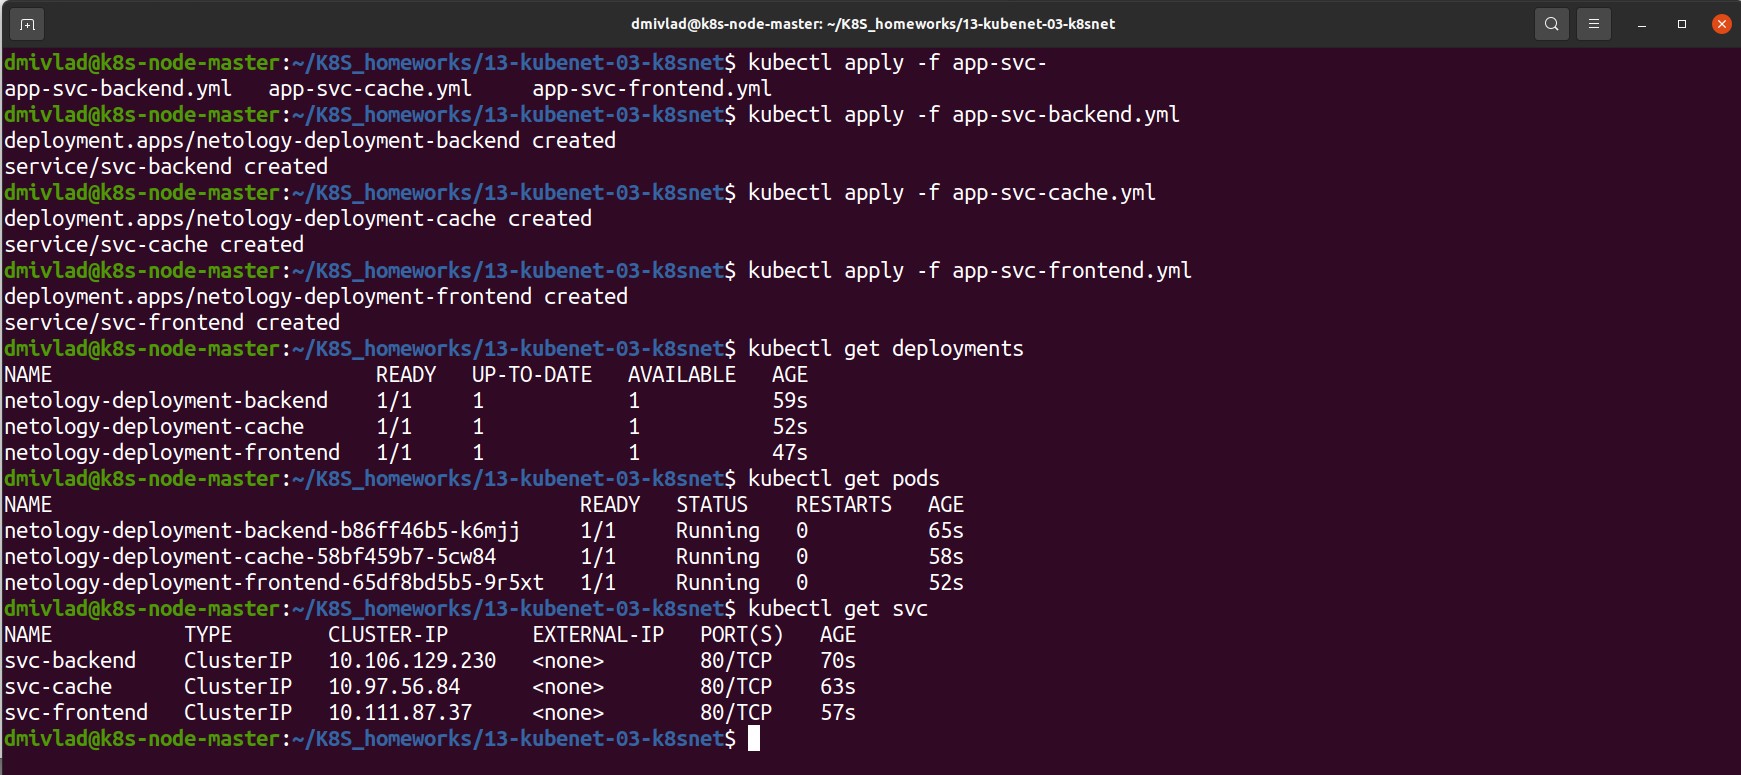 dmivlad@k8s-node-master: ~/K8S_homeworks/13-kubenet-03-k8snet
dmivlad@k8s-node-master:~/K8S_homeworks/13-kubenet-03-k8snet$ kubectl apply -f app-svc-
app-svc-backend.yml   app-svc-cache.yml     app-svc-frontend.yml
dmivlad@k8s-node-master:~/K8S_homeworks/13-kubenet-03-k8snet$ kubectl apply -f app-svc-backend.yml
deployment.apps/netology-deployment-backend created
service/svc-backend created
dmivlad@k8s-node-master:~/K8S_homeworks/13-kubenet-03-k8snet$ kubectl apply -f app-svc-cache.yml
deployment.apps/netology-deployment-cache created
service/svc-cache created
dmivlad@k8s-node-master:~/K8S_homeworks/13-kubenet-03-k8snet$ kubectl apply -f app-svc-frontend.yml
deployment.apps/netology-deployment-frontend created
service/svc-frontend created
dmivlad@k8s-node-master:~/K8S_homeworks/13-kubenet-03-k8snet$ kubectl get deployments
NAME                           READY   UP-TO-DATE   AVAILABLE   AGE
netology-deployment-backend    1/1     1            1           59s
netology-deployment-cache      1/1     1            1           52s
netology-deployment-frontend   1/1     1            1           47s
dmivlad@k8s-node-master:~/K8S_homeworks/13-kubenet-03-k8snet$ kubectl get pods
NAME                                            READY   STATUS    RESTARTS   AGE
netology-deployment-backend-b86ff46b5-k6mjj     1/1     Running   0          65s
netology-deployment-cache-58bf459b7-5cw84       1/1     Running   0          58s
netology-deployment-frontend-65df8bd5b5-9r5xt   1/1     Running   0          52s
dmivlad@k8s-node-master:~/K8S_homeworks/13-kubenet-03-k8snet$ kubectl get svc
NAME           TYPE        CLUSTER-IP       EXTERNAL-IP   PORT(S)   AGE
svc-backend    ClusterIP   10.106.129.230   <none>        80/TCP    70s
svc-cache      ClusterIP   10.97.56.84      <none>        80/TCP    63s
svc-frontend   ClusterIP   10.111.87.37     <none>        80/TCP    57s
dmivlad@k8s-node-master:~/K8S_homeworks/13-kubenet-03-k8snet$